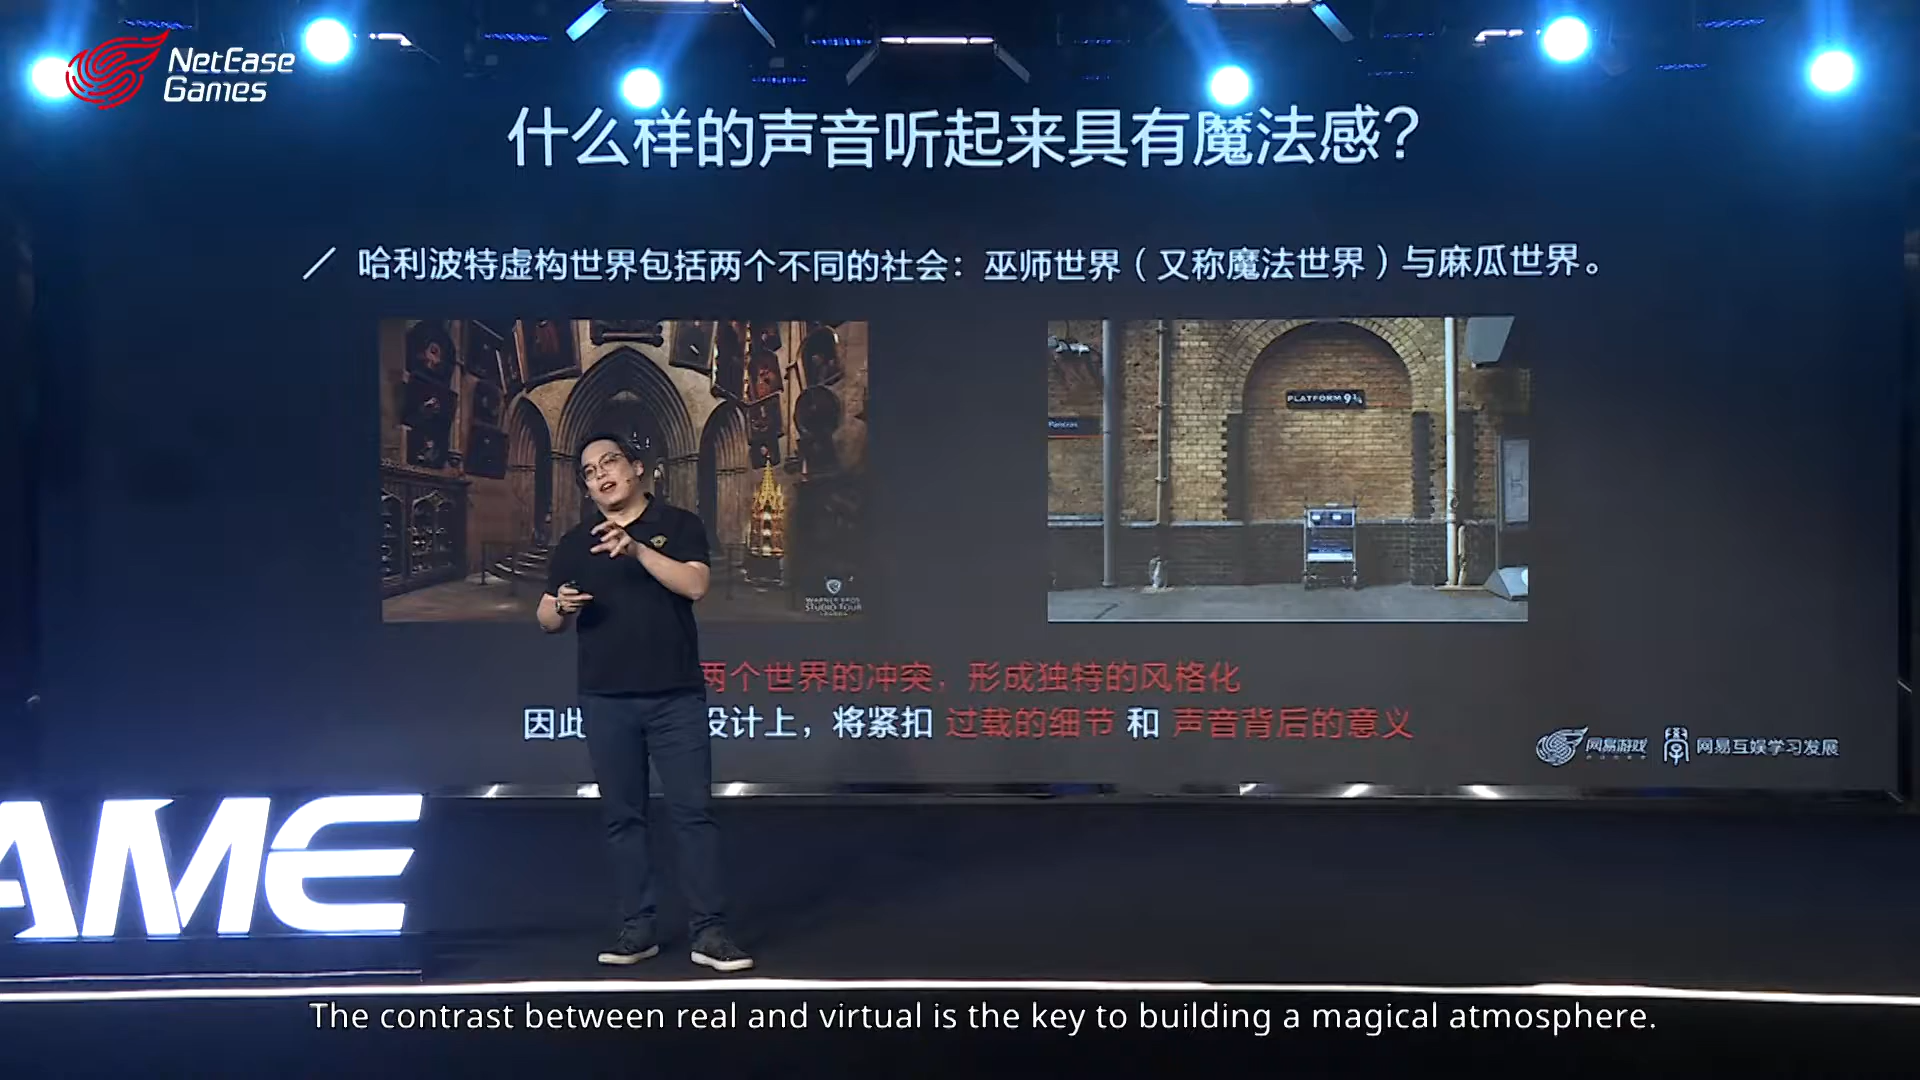 NetEase
Games
什么样的声音听起来具有魔法感？
/ 哈利波特虚构世界包括两个不同的社会：巫师世界（又称魔法世界）与麻瓜世界。
PLATFORM 9¾
Pancras
WARNER BROS.
STUDIO TOUR
两个世界的冲突，形成独特的风格化
因此 设计上，将紧扣 过载的细节 和 声音背后的意义
网易游戏 网易互娱学习发展
AME
The contrast between real and virtual is the key to building a magical atmosphere.